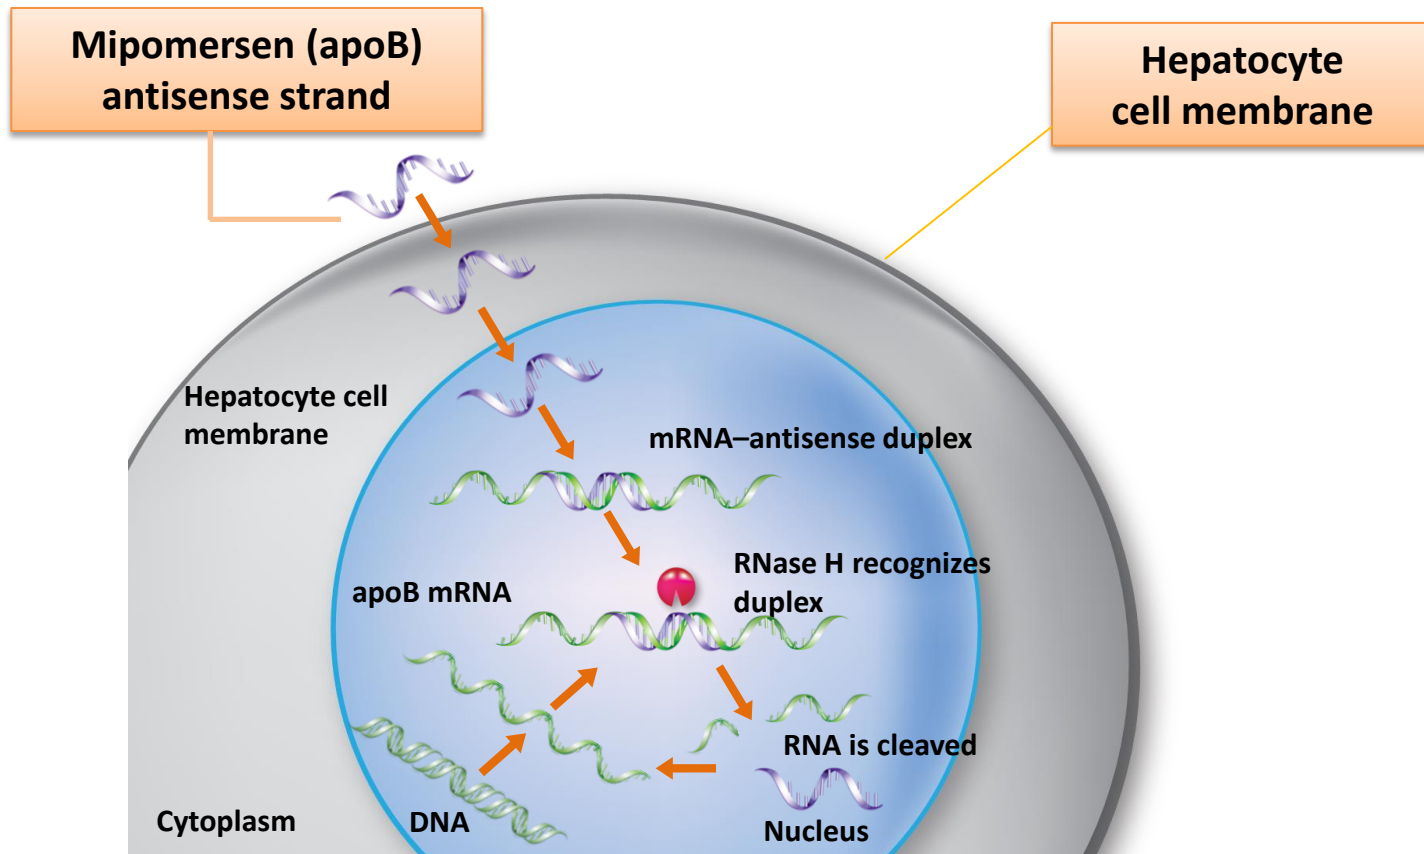 Mipomersen (apoB)
antisense strand
Hepatocyte
cell membrane
Hepatocyte cell
membrane
mRNA–antisense duplex
RNase H recognizes
duplex
apoB mRNA
RNA is cleaved
Cytoplasm
DNA
Nucleus